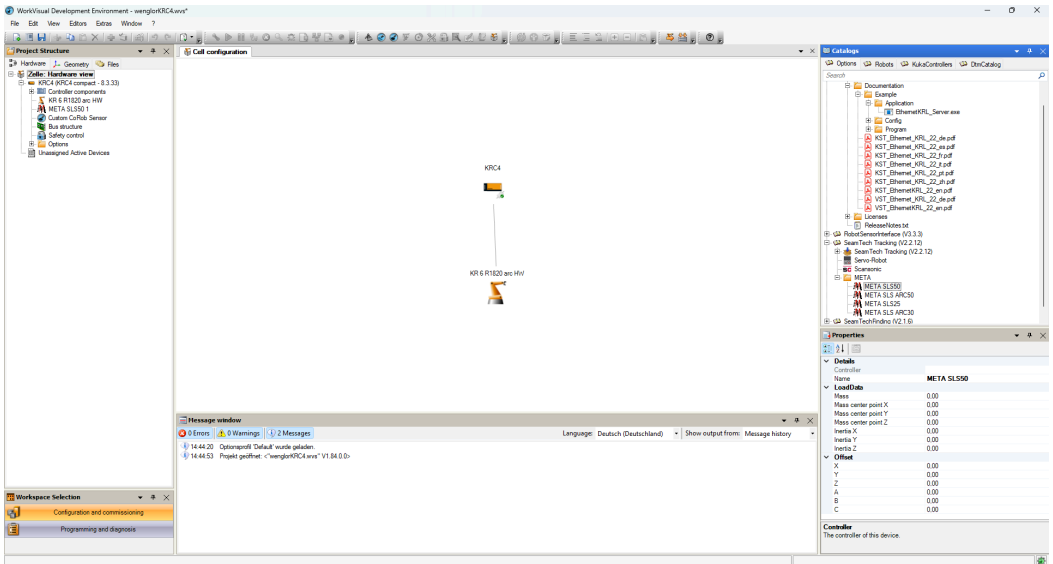 WorkVisual Development Environment - wenglorKRC4.wvs*
File Edit View Editors Extras Window ?
Project Structure
Hardware Geometry Files
Zelle: Hardware view
KRC4 (KRC4 compact - 8.3.33)
Controller components
KR 6 R1820 arc HW
META SLS50 1
Custom CoRob Sensor
Bus structure
Safety control
Options
Unassigned Active Devices
Workspace Selection
Configuration and commissioning
Programming and diagnosis
Cell configuration
KRC4
KR 6 R1820 arc HW
Message window
0 Errors 0 Warnings 2 Messages Language: Deutsch (Deutschland) Show output from: Message history
14:44:20 Optionsprofil 'Default' wurde geladen.
14:44:53 Projekt geöffnet: <"wenglorKRC4.wvs" V1.84.0.0>
Catalogs
Options Robots KukaControllers DtmCatalog
Search
Documentation
Example
Application
EthernetKRL_Server.exe
Config
Program
KST_Ethernet_KRL_22_de.pdf
KST_Ethernet_KRL_22_es.pdf
KST_Ethernet_KRL_22_fr.pdf
KST_Ethernet_KRL_22_it.pdf
KST_Ethernet_KRL_22_pt.pdf
KST_Ethernet_KRL_22_zh.pdf
KST_EthernetKRL_22_en.pdf
VST_Ethernet_KRL_22_de.pdf
VST_EthernetKRL_22_en.pdf
Licenses
ReleaseNotes.txt
RobotSensorInterface (V3.3.3)
SeamTech Tracking (V2.2.12)
SeamTech Tracking (V2.2.12)
Servo-Robot
Scansonic
META
META SLS50
META SLS ARC50
META SLS25
META SLS ARC30
SeamTechFinding (V2.1.6)
Properties
Details
Controller
Name META SLS50
LoadData
Mass 0,00
Mass center point X 0,00
Mass center point Y 0,00
Mass center point Z 0,00
Inertia X 0,00
Inertia Y 0,00
Inertia Z 0,00
Offset
X 0,00
Y 0,00
Z 0,00
A 0,00
B 0,00
C 0,00
Controller
The controller of this device.